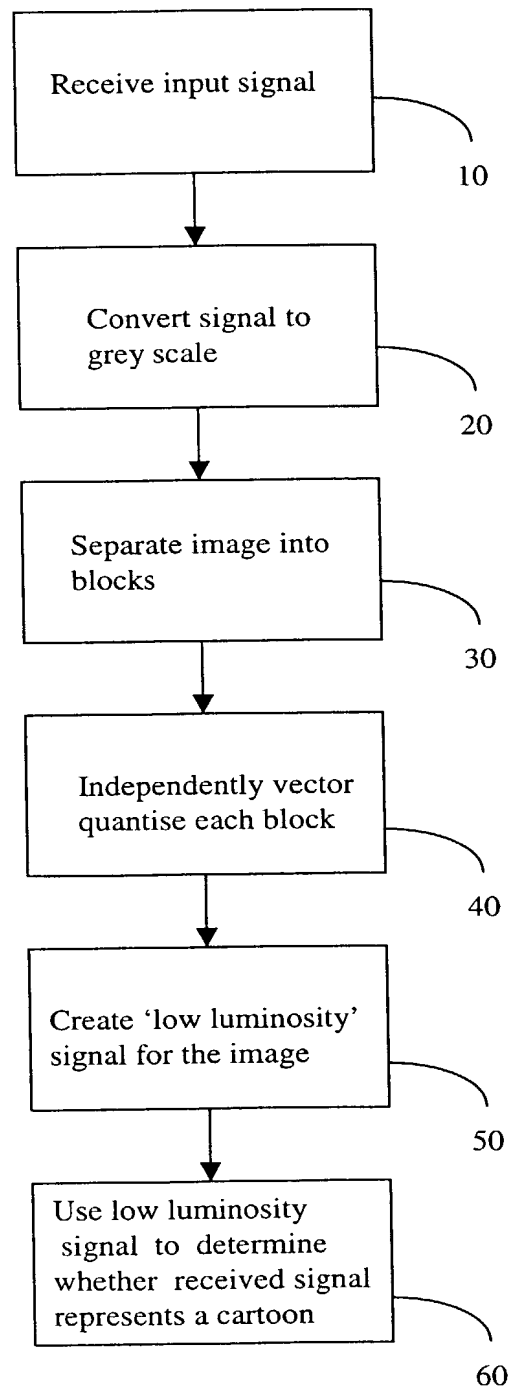 Receive input signal
10
Convert signal to
grey scale
20
Separate image into
blocks
30
Independently vector
quantise each block
40
Create ‘low luminosity’
signal for the image
50
Use low luminosity
signal to determine
whether received signal
represents a cartoon
60